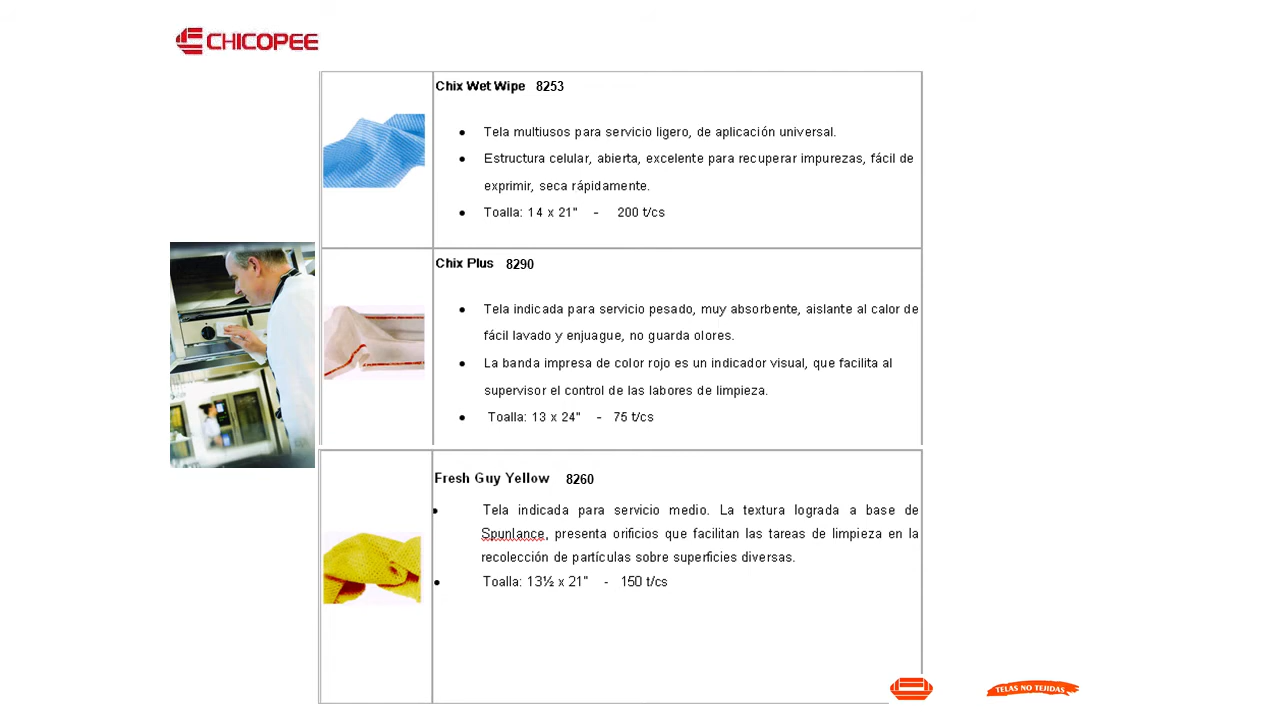 CHICOPEE
Chix Wet Wipe 8253
● Tela multiusos para servicio ligero, de aplicación universal.
● Estructura celular, abierta, excelente para recuperar impurezas, fácil de
exprimir, seca rápidamente.
● Toalla: 14 x 21" - 200 t/cs
Chix Plus 8290
● Tela indicada para servicio pesado, muy absorbente, aislante al calor de
fácil lavado y enjuague, no guarda olores.
● La banda impresa de color rojo es un indicador visual, que facilita al
supervisor el control de las labores de limpieza.
● Toalla: 13 x 24" - 75 t/cs
Fresh Guy Yellow 8260
● Tela indicada para servicio medio. La textura lograda a base de
Spunlance, presenta orificios que facilitan las tareas de limpieza en la
recolección de partículas sobre superficies diversas.
● Toalla: 13½ x 21" - 150 t/cs
TELAS NO TEJIDAS